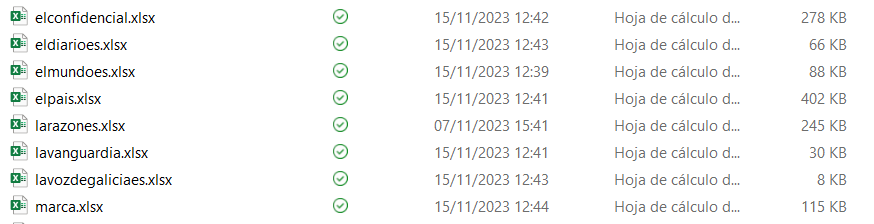 elconfidencial.xlsx 15/11/2023 12:42 Hoja de cálculo d... 278 KB
eldiarioes.xlsx 15/11/2023 12:43 Hoja de cálculo d... 66 KB
elmundoes.xlsx 15/11/2023 12:39 Hoja de cálculo d... 88 KB
elpais.xlsx 15/11/2023 12:41 Hoja de cálculo d... 402 KB
larazones.xlsx 07/11/2023 15:41 Hoja de cálculo d... 245 KB
lavanguardia.xlsx 15/11/2023 12:41 Hoja de cálculo d... 30 KB
lavozdegaliciaes.xlsx 15/11/2023 12:43 Hoja de cálculo d... 8 KB
marca.xlsx 15/11/2023 12:44 Hoja de cálculo d... 115 KB